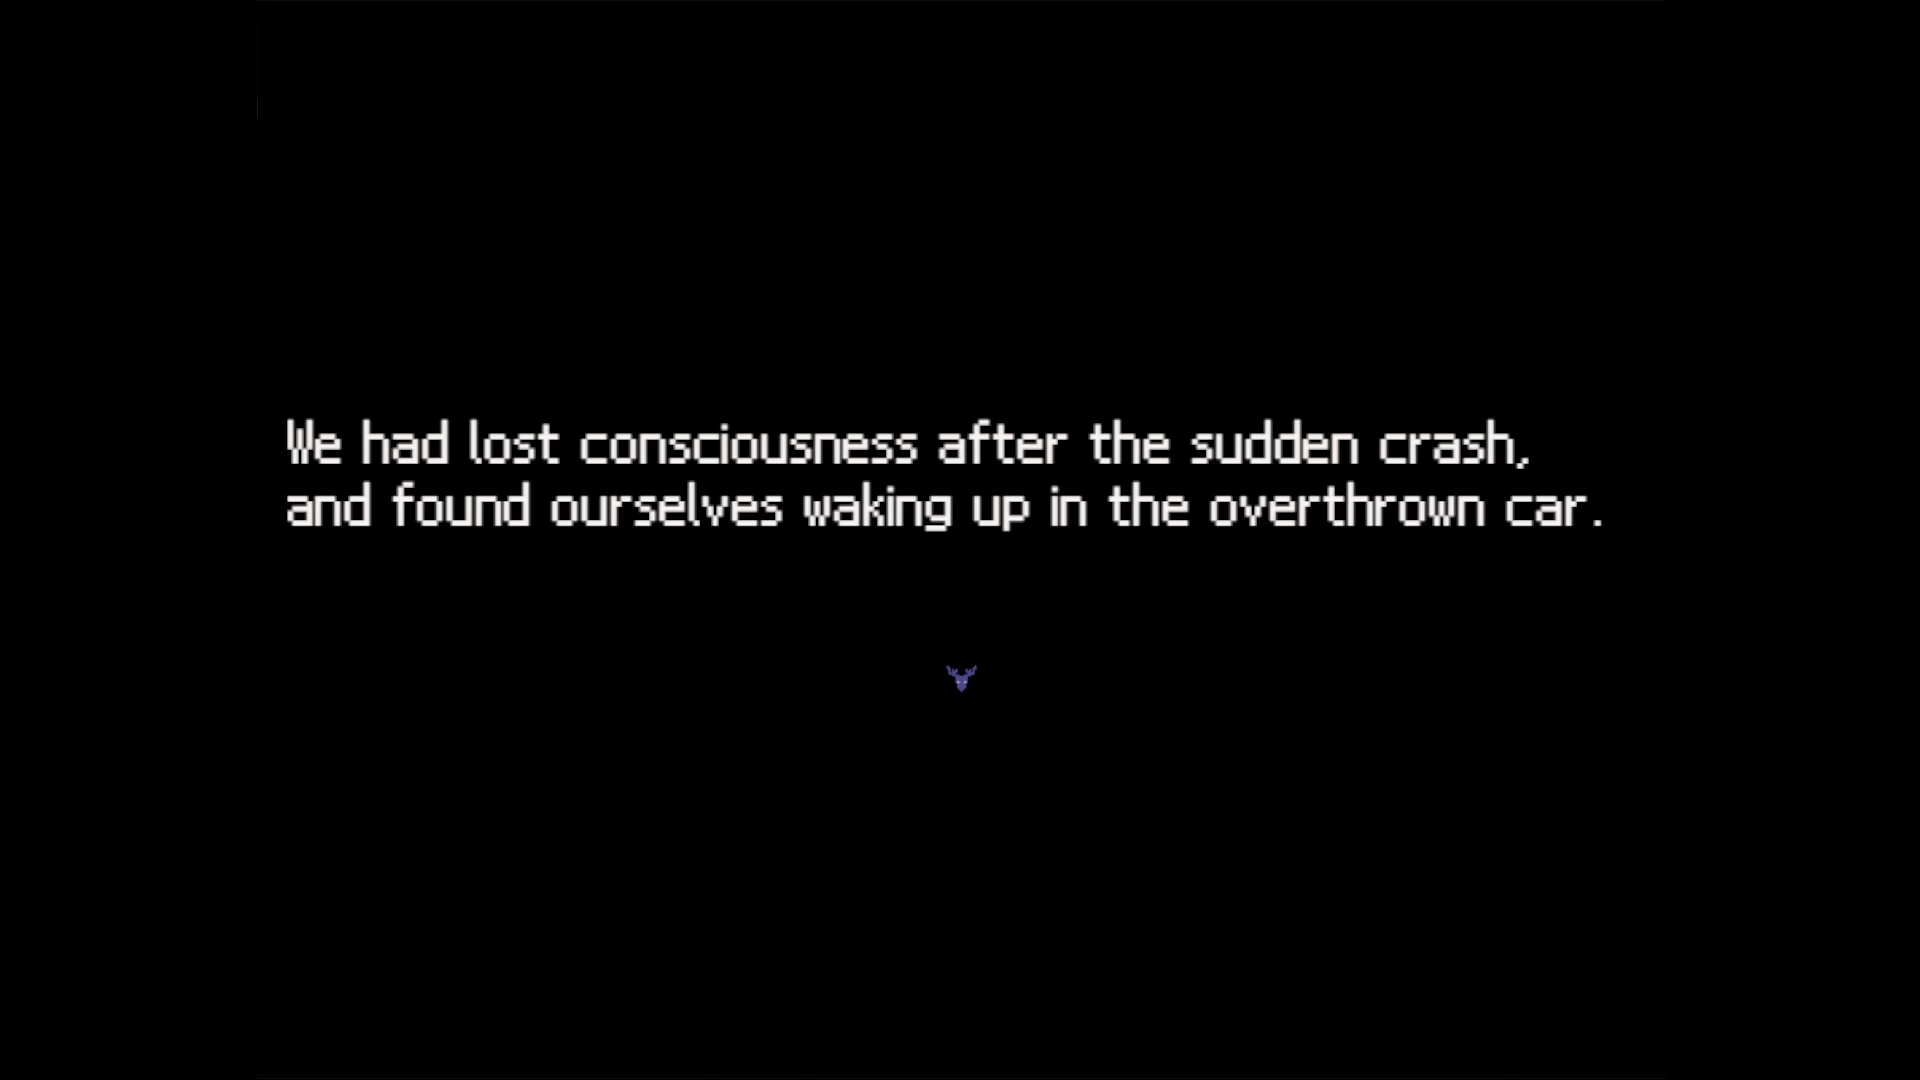 We had lost consciousness after the sudden crash,
and found ourselves waking up in the overthrown car.